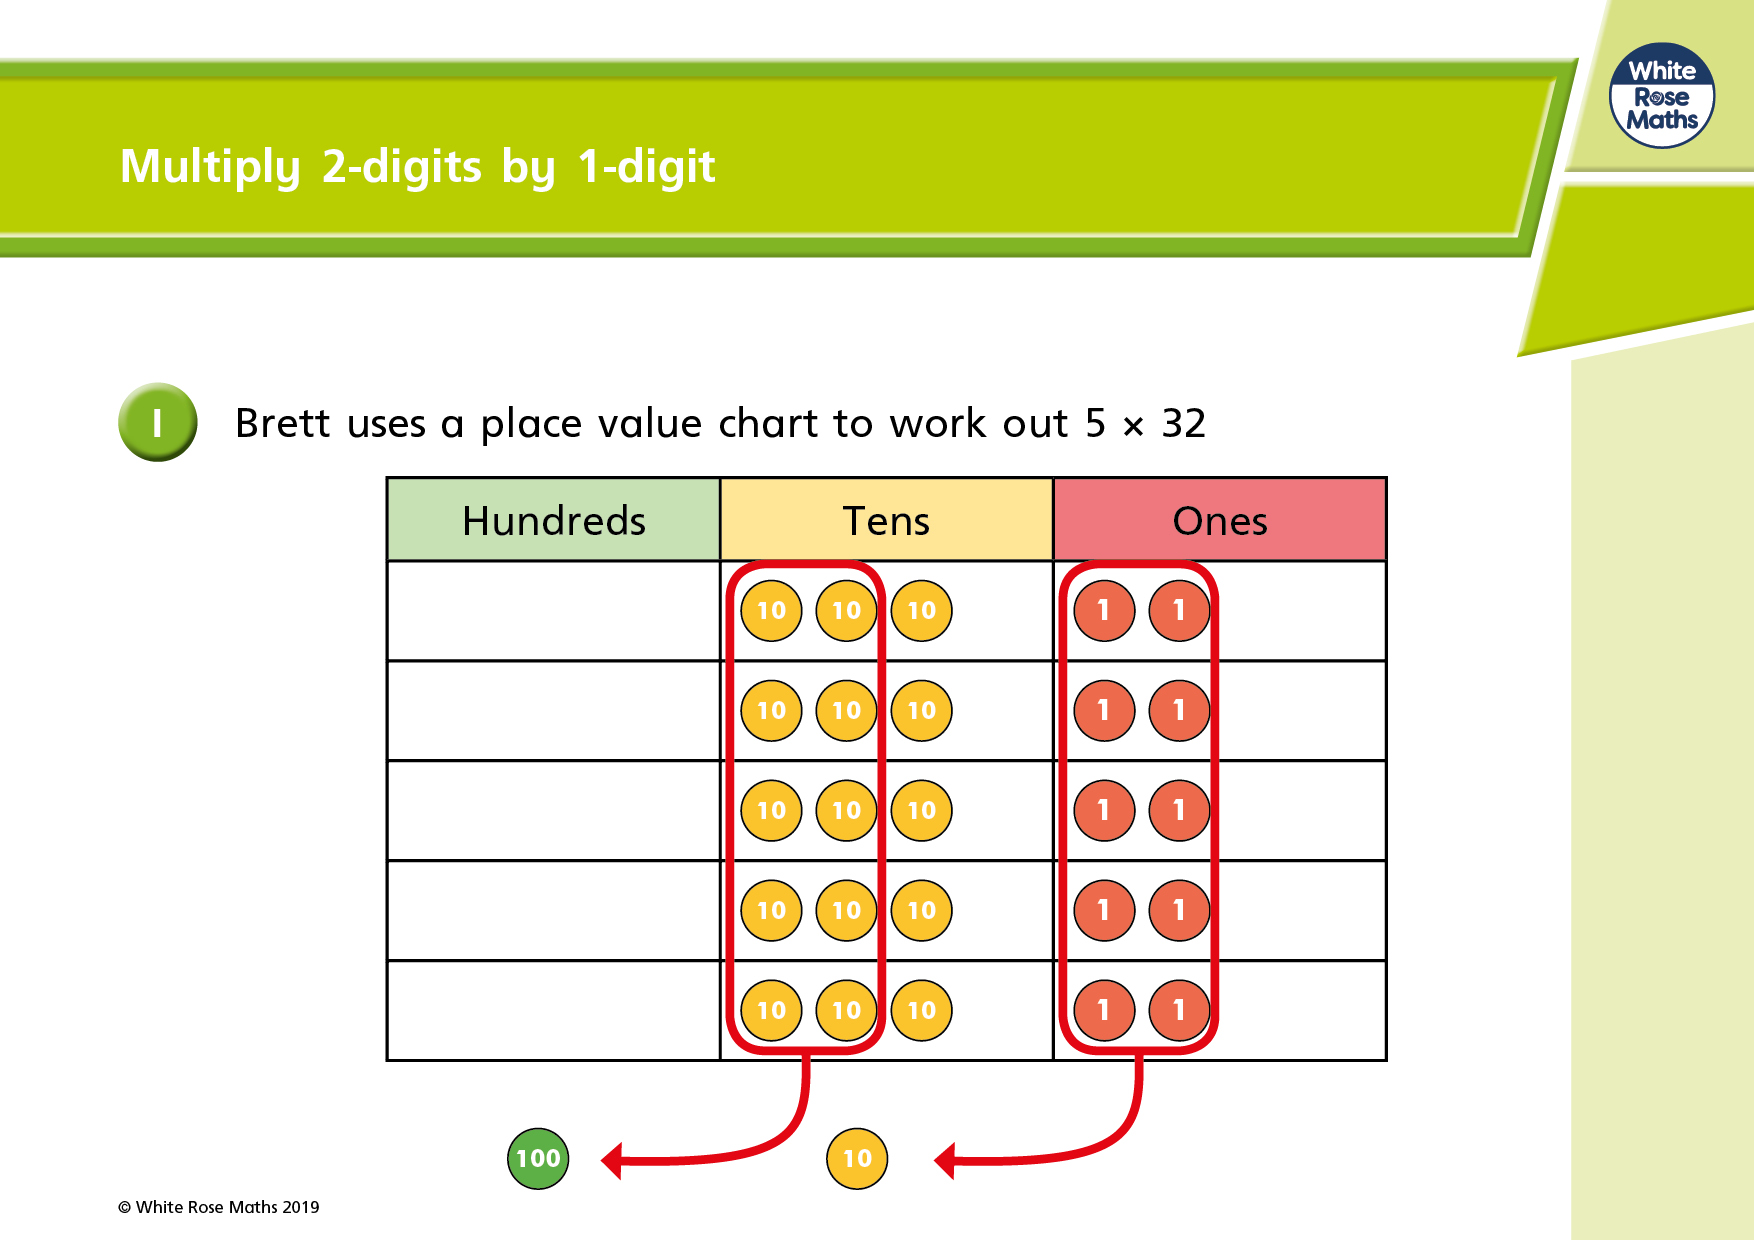 White
Rose
Maths
Multiply 2-digits by 1-digit
1 Brett uses a place value chart to work out 5 × 32
Hundreds Tens Ones
10 10 10 1 1
10 10 10 1 1
10 10 10 1 1
10 10 10 1 1
10 10 10 1 1
100 10
© White Rose Maths 2019